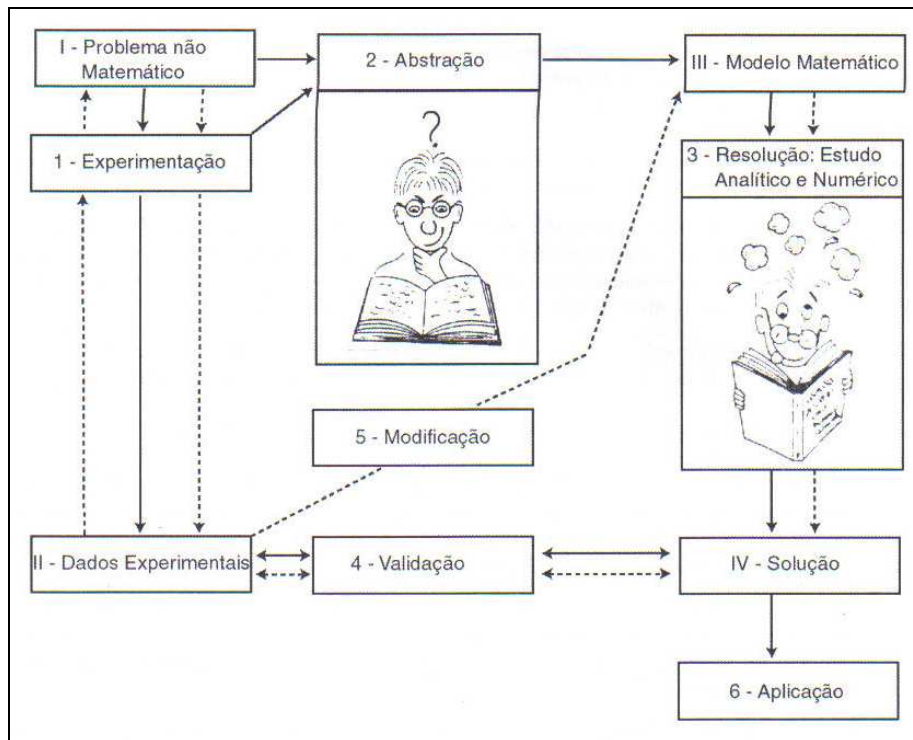 I - Problema não
Matemático
2 - Abstração
III - Modelo Matemático
?
1 - Experimentação
3 - Resolução: Estudo
Analítico e Numérico
5 - Modificação
II - Dados Experimentais
4 - Validação
IV - Solução
6 - Aplicação